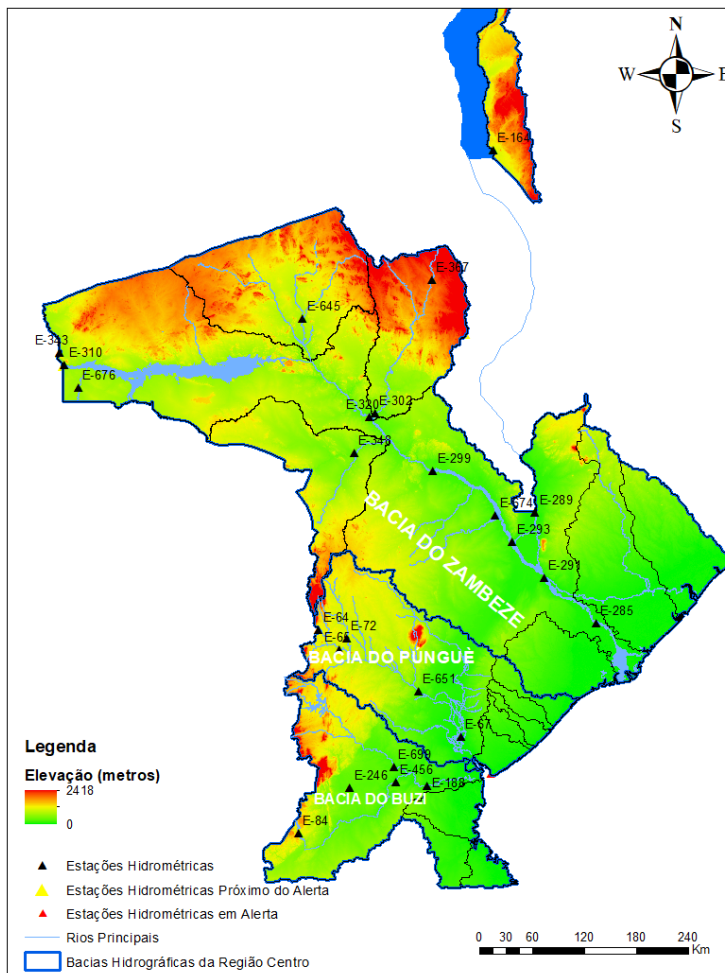 N
W
E
S
E-164
E-367
E-645
E-343
E-310
E-676
E-320
E-302
E-348
E-299
E-674
E-289
E-293
E-291
E-285
BACIA DO ZAMBEZE
E-64
E-72
E-66
BACIA DO PUNGUÈ
E-651
E-67
E-699
E-246
E-456
E-188
BACIA DO BUZI
E-84
Legenda
Elevação (metros)
2418
0
Estações Hidrométricas
Estações Hidrométricas Próximo do Alerta
Estações Hidrométricas em Alerta
Rios Principais
Bacias Hidrográficas da Região Centro
0 30 60 120 180 240
Km